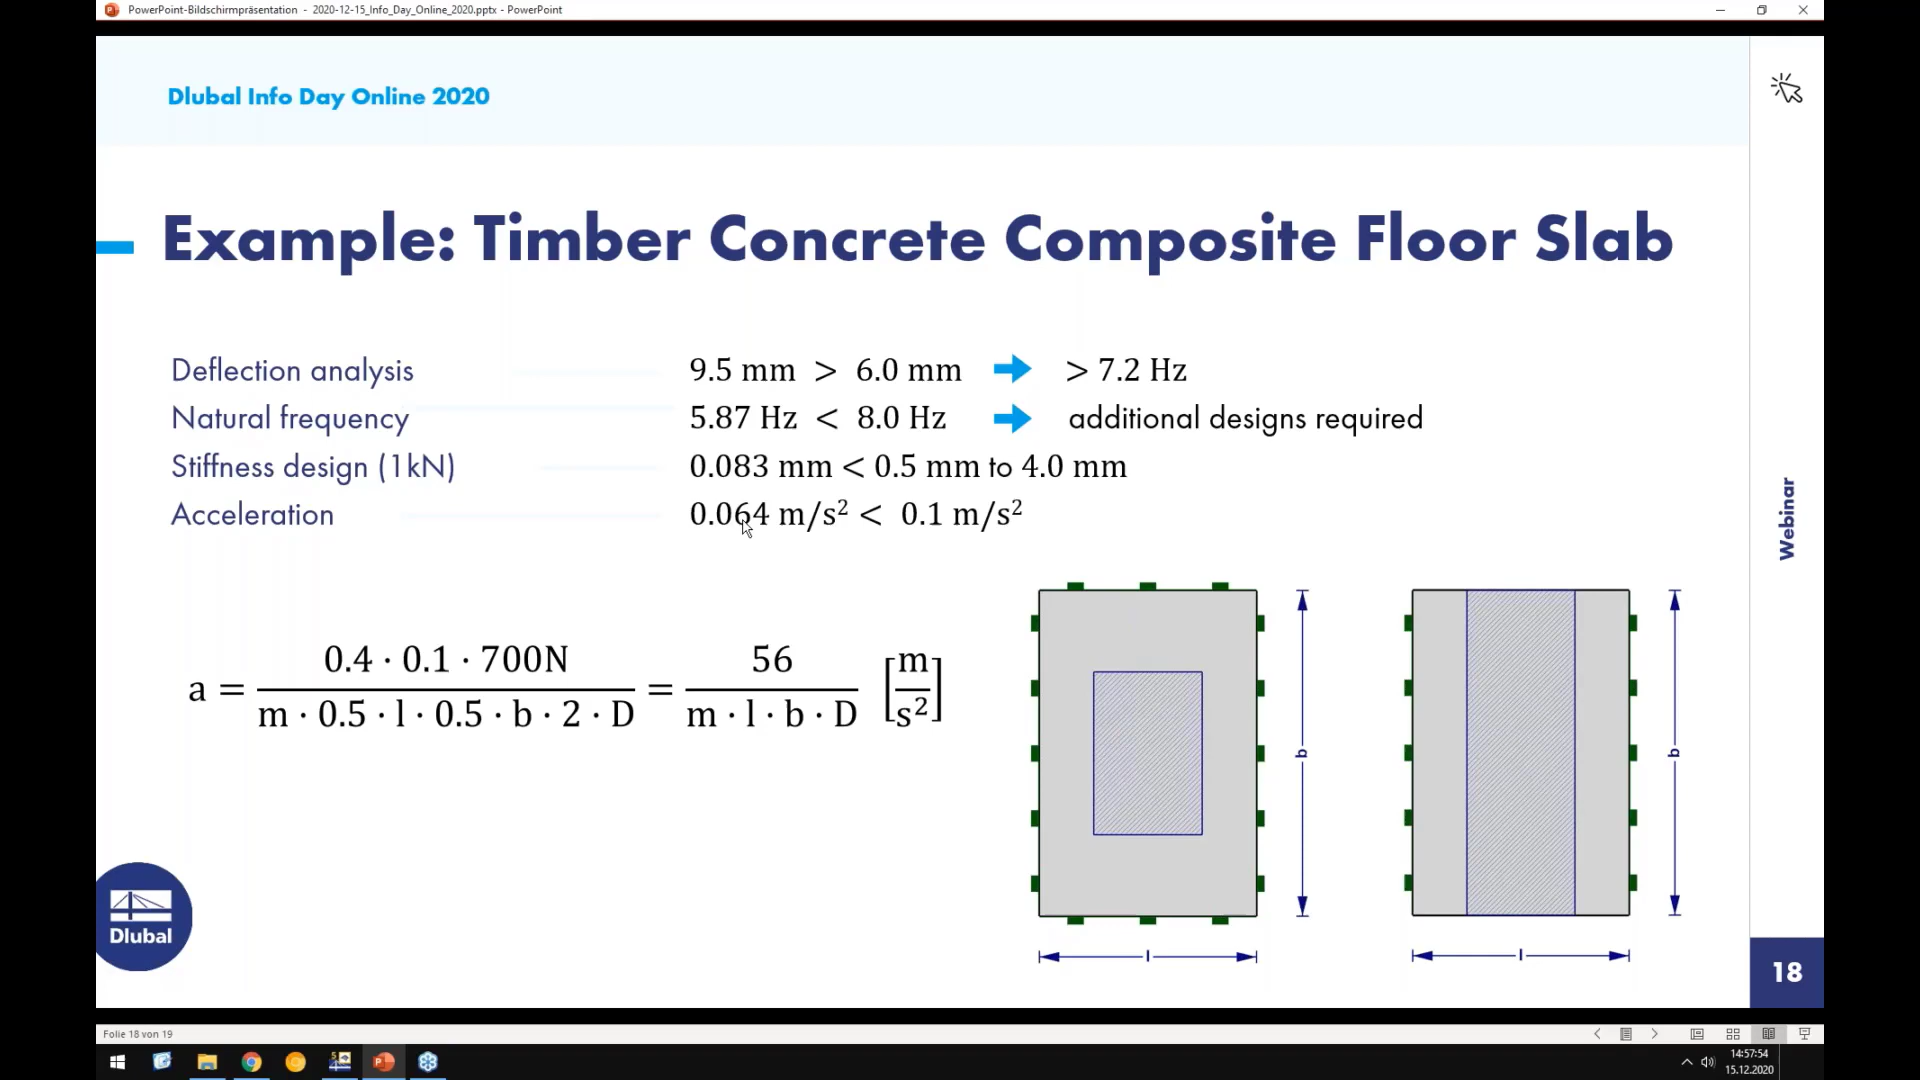 PowerPoint-Bildschirmpräsentation - 2020-12-15_Info_Day_Online_2020.pptx - PowerPoint
Dlubal Info Day Online 2020
Example: Timber Concrete Composite Floor Slab
Deflection analysis 9.5 mm > 6.0 mm > 7.2 Hz
Natural frequency 5.87 Hz < 8.0 Hz additional designs required
Stiffness design (1kN) 0.083 mm < 0.5 mm to 4.0 mm
Acceleration 0.064 m/s² < 0.1 m/s²
a = 0.4 · 0.1 · 700N / m · 0.5 · l · 0.5 · b · 2 · D = 56 / m · l · b · D [m/s²]
b
b
l
l
Webinar
Dlubal
18
Folie 18 von 19
14:57:54
15.12.2020